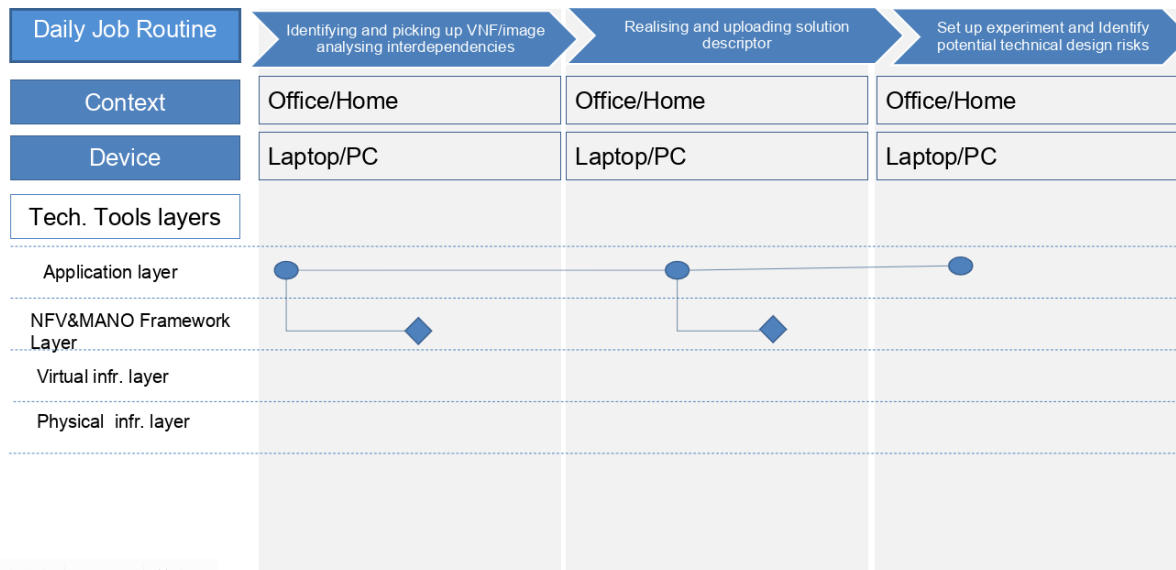 Daily Job Routine
Identifying and picking up VNF/image
analysing interdependencies
Realising and uploading solution
descriptor
Set up experiment and Identify
potential technical design risks
Context
Office/Home
Office/Home
Office/Home
Device
Laptop/PC
Laptop/PC
Laptop/PC
Tech. Tools layers
Application layer
NFV&MANO Framework
Layer
Virtual infr. layer
Physical infr. layer